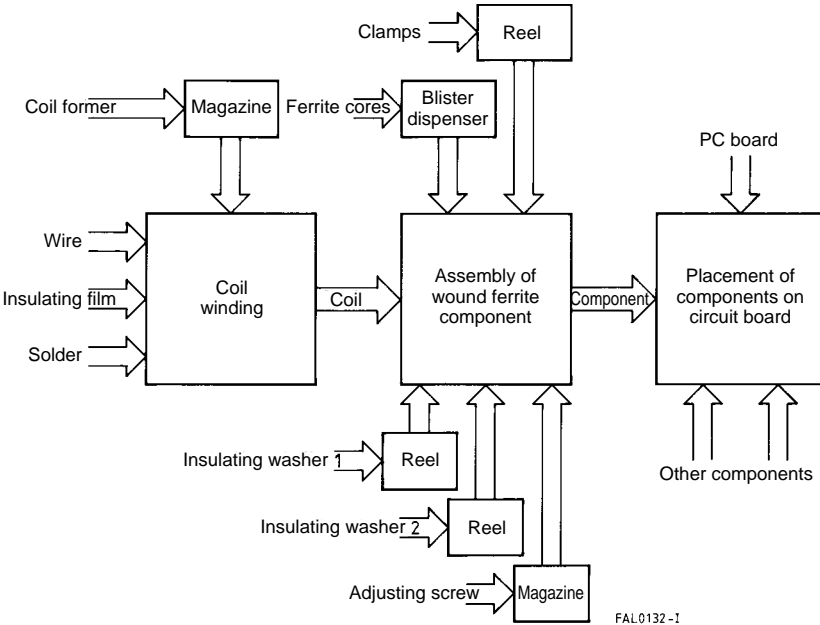 Clamps
Reel
Coil former
Magazine
Ferrite cores
Blister
dispenser
PC board
Wire
Insulating film
Solder
Coil
winding
Coil
Assembly of
wound ferrite
component
Component
Placement of
components on
circuit board
Insulating washer 1
Reel
Insulating washer 2
Reel
Other components
Adjusting screw
Magazine
FAL0132-I